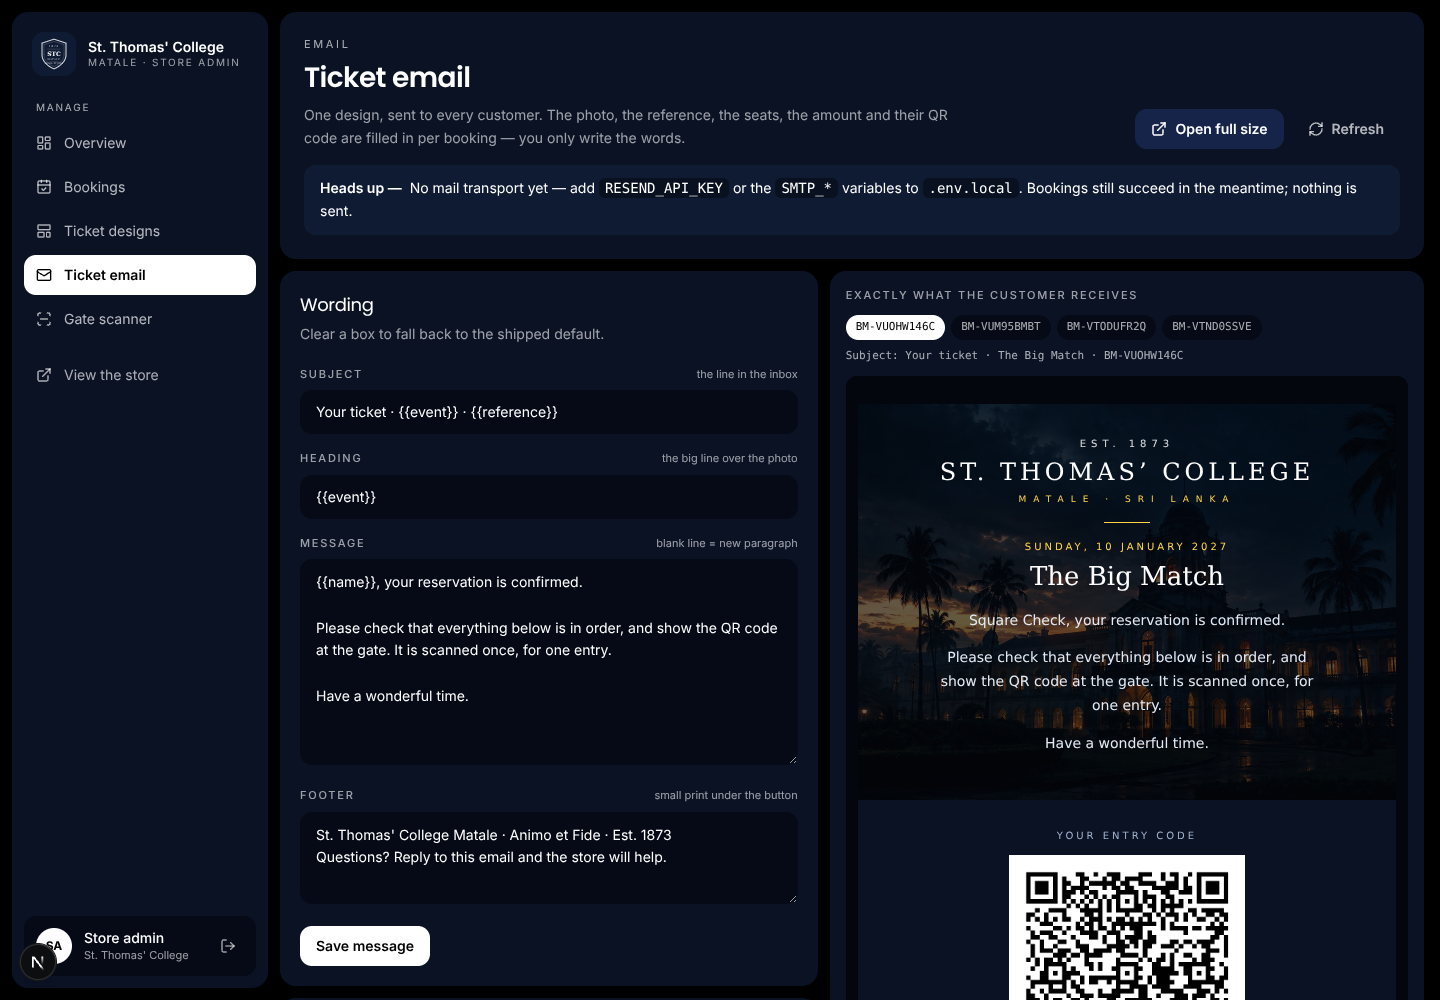 St. Thomas' College
MATALE · STORE ADMIN
MANAGE
Overview
Bookings
Ticket designs
Ticket email
Gate scanner
View the store
Store admin
St. Thomas' College
EMAIL
Ticket email
One design, sent to every customer. The photo, the reference, the seats, the amount and their QR
code are filled in per booking — you only write the words.
Open full size
Refresh
Heads up — No mail transport yet — add RESEND_API_KEY or the SMTP_* variables to .env.local. Bookings still succeed in the meantime; nothing is
sent.
Wording
Clear a box to fall back to the shipped default.
SUBJECT
the line in the inbox
Your ticket · {{event}} · {{reference}}
HEADING
the big line over the photo
{{event}}
MESSAGE
blank line = new paragraph
{{name}}, your reservation is confirmed.
Please check that everything below is in order, and show the QR code
at the gate. It is scanned once, for one entry.
Have a wonderful time.
FOOTER
small print under the button
St. Thomas' College Matale · Animo et Fide · Est. 1873
Questions? Reply to this email and the store will help.
Save message
EXACTLY WHAT THE CUSTOMER RECEIVES
BM-VUOHW146C
BM-VUM95BMBT
BM-VTODUFR2Q
BM-VTND0SSVE
Subject: Your ticket · The Big Match · BM-VUOHW146C
EST. 1873
ST. THOMAS’ COLLEGE
MATALE · SRI LANKA
SUNDAY, 10 JANUARY 2027
The Big Match
Square Check, your reservation is confirmed.
Please check that everything below is in order, and
show the QR code at the gate. It is scanned once, for
one entry.
Have a wonderful time.
YOUR ENTRY CODE